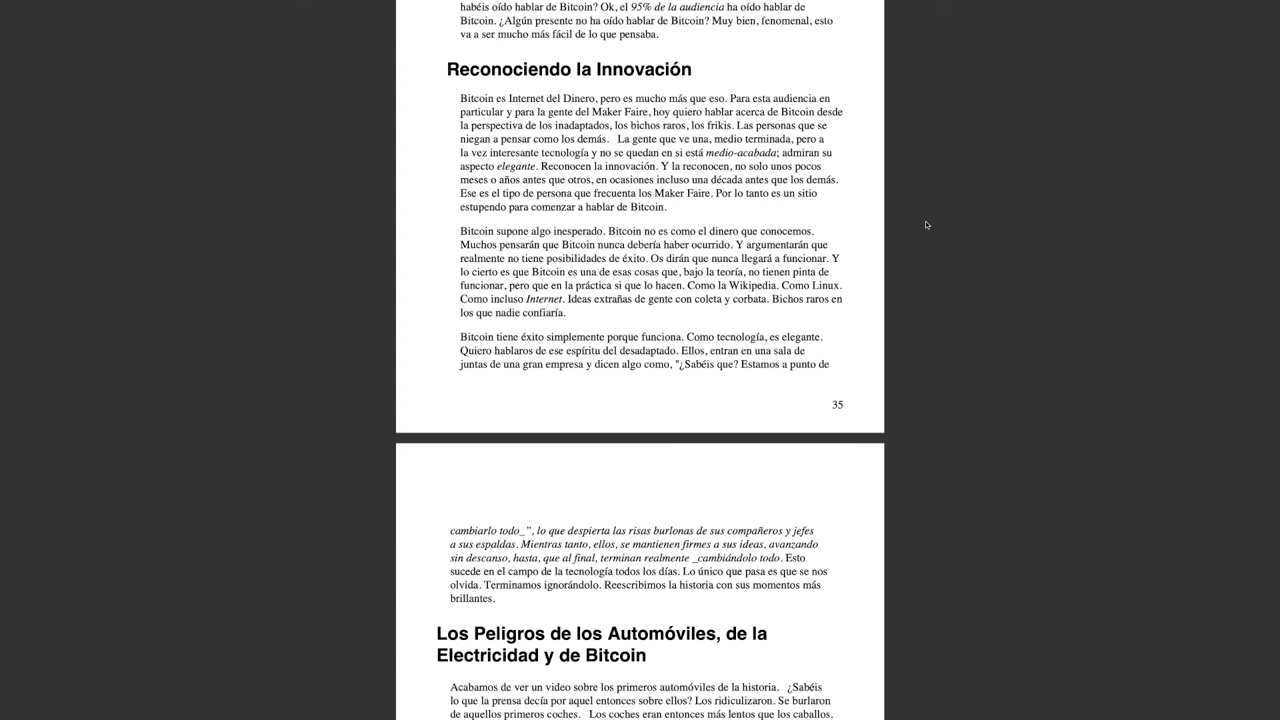 habéis oído hablar de Bitcoin? Ok, el 95% de la audiencia ha oído hablar de
Bitcoin. ¿Algún presente no ha oído hablar de Bitcoin? Muy bien, fenomenal, esto
va a ser mucho más fácil de lo que pensaba.
Reconociendo la Innovación
Bitcoin es Internet del Dinero, pero es mucho más que eso. Para esta audiencia en
particular y para la gente del Maker Faire, hoy quiero hablar acerca de Bitcoin desde
la perspectiva de los inadaptados, los bichos raros, los frikis. Las personas que se
niegan a pensar como los demás.   La gente que ve una, medio terminada, pero a
la vez interesante tecnología y no se quedan en si está medio-acabada; admiran su
aspecto elegante. Reconocen la innovación. Y la reconocen, no solo unos pocos
meses o años antes que otros, en ocasiones incluso una década antes que los demás.
Ese es el tipo de persona que frecuenta los Maker Faire. Por lo tanto es un sitio
estupendo para comenzar a hablar de Bitcoin.
Bitcoin supone algo inesperado. Bitcoin no es como el dinero que conocemos.
Muchos pensarán que Bitcoin nunca debería haber ocurrido. Y argumentarán que
realmente no tiene posibilidades de éxito. Os dirán que nunca llegará a funcionar. Y
lo cierto es que Bitcoin es una de esas cosas que, bajo la teoría, no tienen pinta de
funcionar, pero que en la práctica si que lo hacen. Como la Wikipedia. Como Linux.
Como incluso Internet. Ideas extrañas de gente con coleta y corbata. Bichos raros en
los que nadie confiaría.
Bitcoin tiene éxito simplemente porque funciona. Como tecnología, es elegante.
Quiero hablaros de ese espíritu del desadaptado. Ellos, entran en una sala de
juntas de una gran empresa y dicen algo como, "¿Sabéis que? Estamos a punto de
35
cambiarlo todo_”, lo que despierta las risas burlonas de sus compañeros y jefes
a sus espaldas. Mientras tanto, ellos, se mantienen firmes a sus ideas, avanzando
sin descanso, hasta, que al final, terminan realmente _cambiándolo todo. Esto
sucede en el campo de la tecnología todos los días. Lo único que pasa es que se nos
olvida. Terminamos ignorándolo. Reescribimos la historia con sus momentos más
brillantes.
Los Peligros de los Automóviles, de la
Electricidad y de Bitcoin
Acabamos de ver un video sobre los primeros automóviles de la historia.   ¿Sabéis
lo que la prensa decía por aquel entonces sobre ellos? Los ridiculizaron. Se burlaron
de aquellos primeros coches.   Los coches eran entonces más lentos que los caballos.